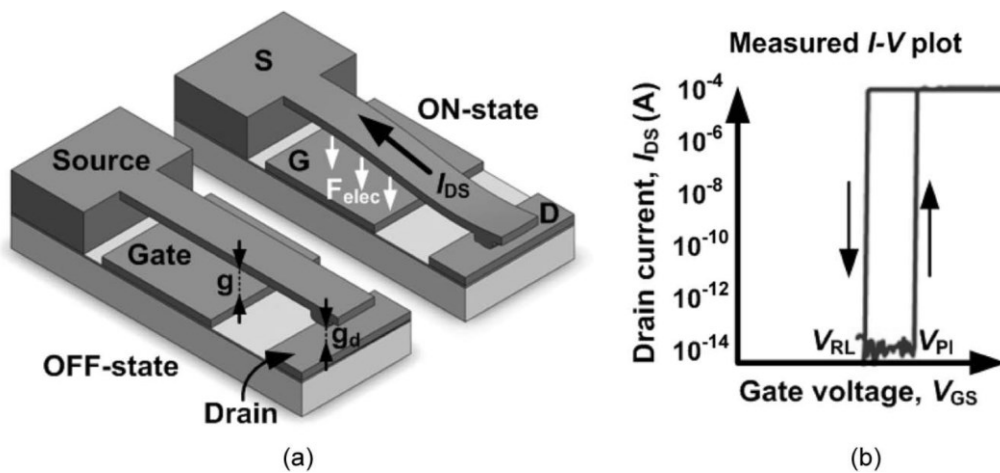 S
ON-state
Source
G
F_elec
I_DS
D
Gate
g
g_d
OFF-state
Drain
(a)
Measured I-V plot
Drain current, I_DS (A)
10^-4
10^-6
10^-8
10^-10
10^-12
10^-14
V_RL
V_PI
Gate voltage, V_GS
(b)